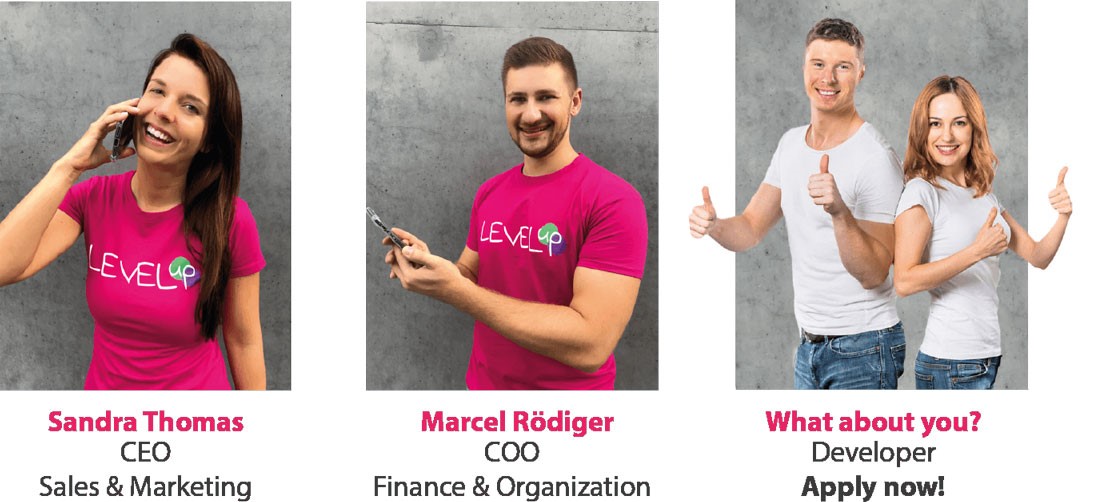 LEVEL up
LEVEL up
Sandra Thomas
CEO
Sales & Marketing
Marcel Rödiger
COO
Finance & Organization
What about you?
Developer
Apply now!